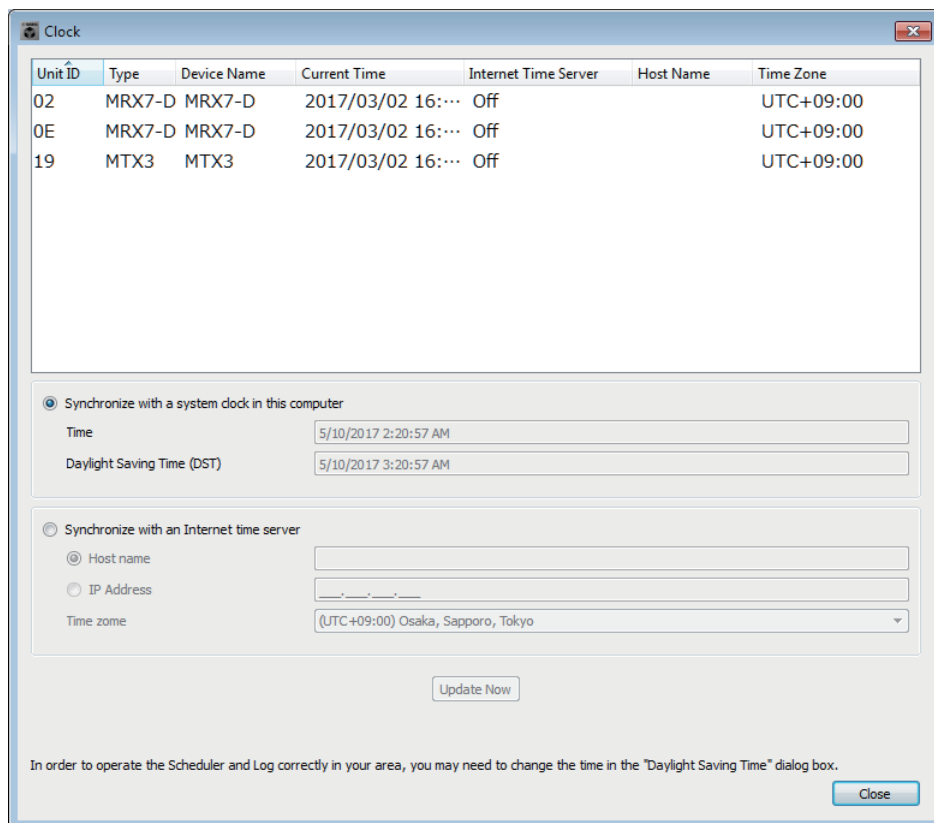 Clock
Unit ID Type Device Name Current Time Internet Time Server Host Name Time Zone
02 MRX7-D MRX7-D 2017/03/02 16:··· Off UTC+09:00
0E MRX7-D MRX7-D 2017/03/02 16:··· Off UTC+09:00
19 MTX3 MTX3 2017/03/02 16:··· Off UTC+09:00
Synchronize with a system clock in this computer
Time 5/10/2017 2:20:57 AM
Daylight Saving Time (DST) 5/10/2017 3:20:57 AM
Synchronize with an Internet time server
Host name
IP Address ___.___.___.___
Time zome (UTC+09:00) Osaka, Sapporo, Tokyo
Update Now
In order to operate the Scheduler and Log correctly in your area, you may need to change the time in the "Daylight Saving Time" dialog box.
Close